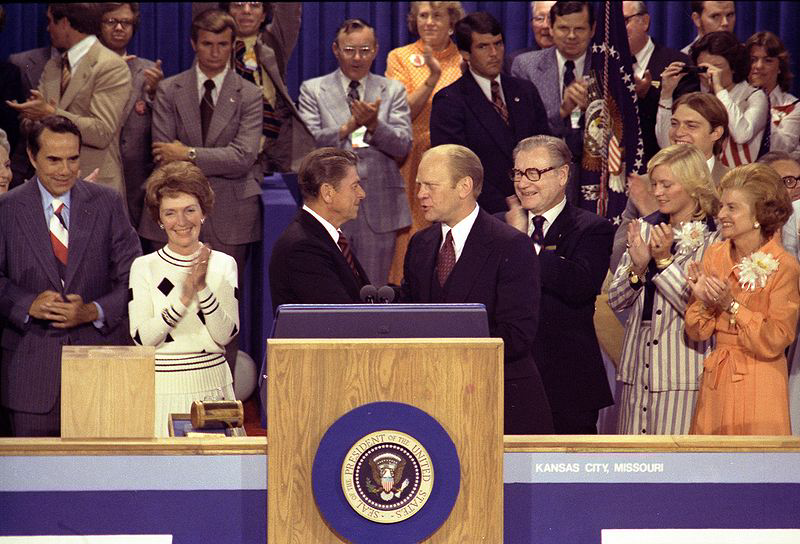 KANSAS CITY, MISSOURI
SEAL OF THE PRESIDENT OF THE UNITED STATES